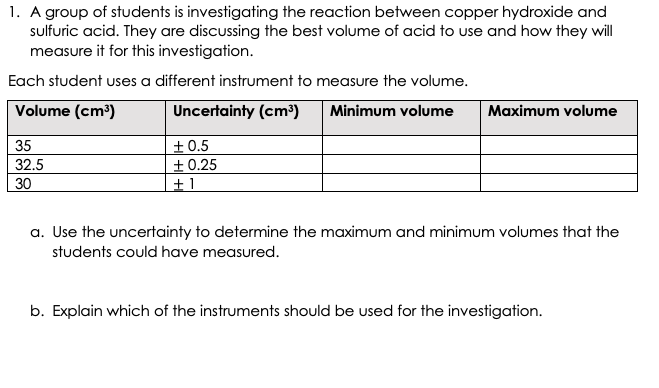 1. A group of students is investigating the reaction between copper hydroxide and
sulfuric acid. They are discussing the best volume of acid to use and how they will
measure it for this investigation.
Each student uses a different instrument to measure the volume.
Volume (cm³) Uncertainty (cm³) Minimum volume Maximum volume
35 ± 0.5
32.5 ± 0.25
30 ± 1
a. Use the uncertainty to determine the maximum and minimum volumes that the
students could have measured.
b. Explain which of the instruments should be used for the investigation.